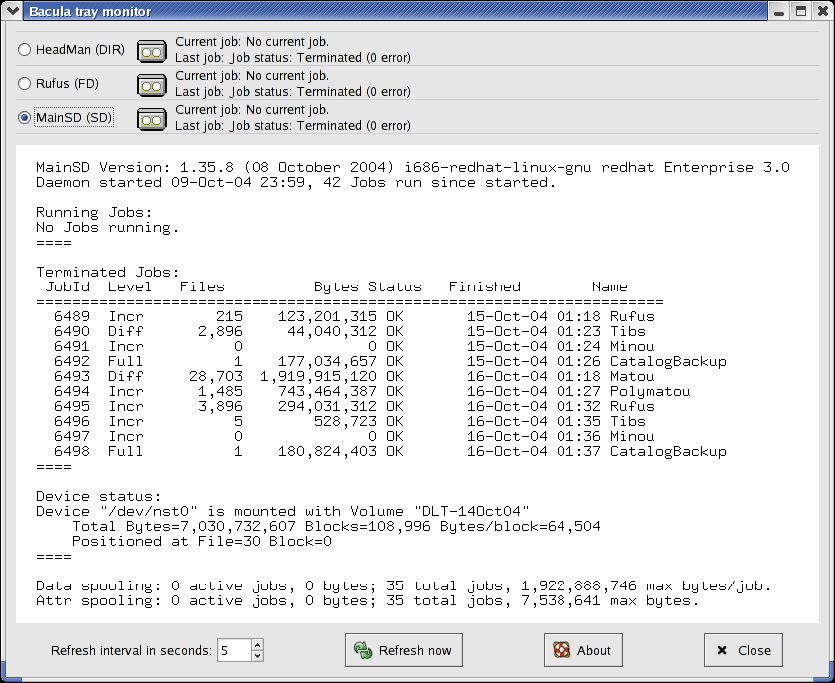 Bacula tray monitor
HeadMan (DIR)
Current job: No current job.
Last job: Job status: Terminated (0 error)
Rufus (FD)
Current job: No current job.
Last job: Job status: Terminated (0 error)
MainSD (SD)
Current job: No current job.
Last job: Job status: Terminated (0 error)
MainSD Version: 1.35.8 (08 October 2004) i686-redhat-linux-gnu redhat Enterprise 3.0
Daemon started 09-Oct-04 23:59, 42 Jobs run since started.
Running Jobs:
No Jobs running.
====
Terminated Jobs:
 JobId  Level   Files          Bytes Status   Finished        Name
======================================================================
  6489  Incr        215    123,201,315 OK       15-Oct-04 01:18 Rufus
  6490  Diff      2,896     44,040,312 OK       15-Oct-04 01:23 Tibs
  6491  Incr          0              0 OK       15-Oct-04 01:24 Minou
  6492  Full          1    177,034,657 OK       15-Oct-04 01:26 CatalogBackup
  6493  Diff     28,703  1,919,915,120 OK       16-Oct-04 01:18 Matou
  6494  Incr      1,485    743,464,387 OK       16-Oct-04 01:27 Polymatou
  6495  Incr      3,896    294,031,312 OK       16-Oct-04 01:32 Rufus
  6496  Incr          5        528,723 OK       16-Oct-04 01:35 Tibs
  6497  Incr          0              0 OK       16-Oct-04 01:36 Minou
  6498  Full          1    180,824,403 OK       16-Oct-04 01:37 CatalogBackup
====
Device status:
Device "/dev/nst0" is mounted with Volume "DLT-14Oct04"
    Total Bytes=7,030,732,607 Blocks=108,996 Bytes/block=64,504
    Positioned at File=30 Block=0
====
Data spooling: 0 active jobs, 0 bytes; 35 total jobs, 1,922,888,746 max bytes/job.
Attr spooling: 0 active jobs, 0 bytes; 35 total jobs, 7,538,641 max bytes.
Refresh interval in seconds: 5
Refresh now
About
Close